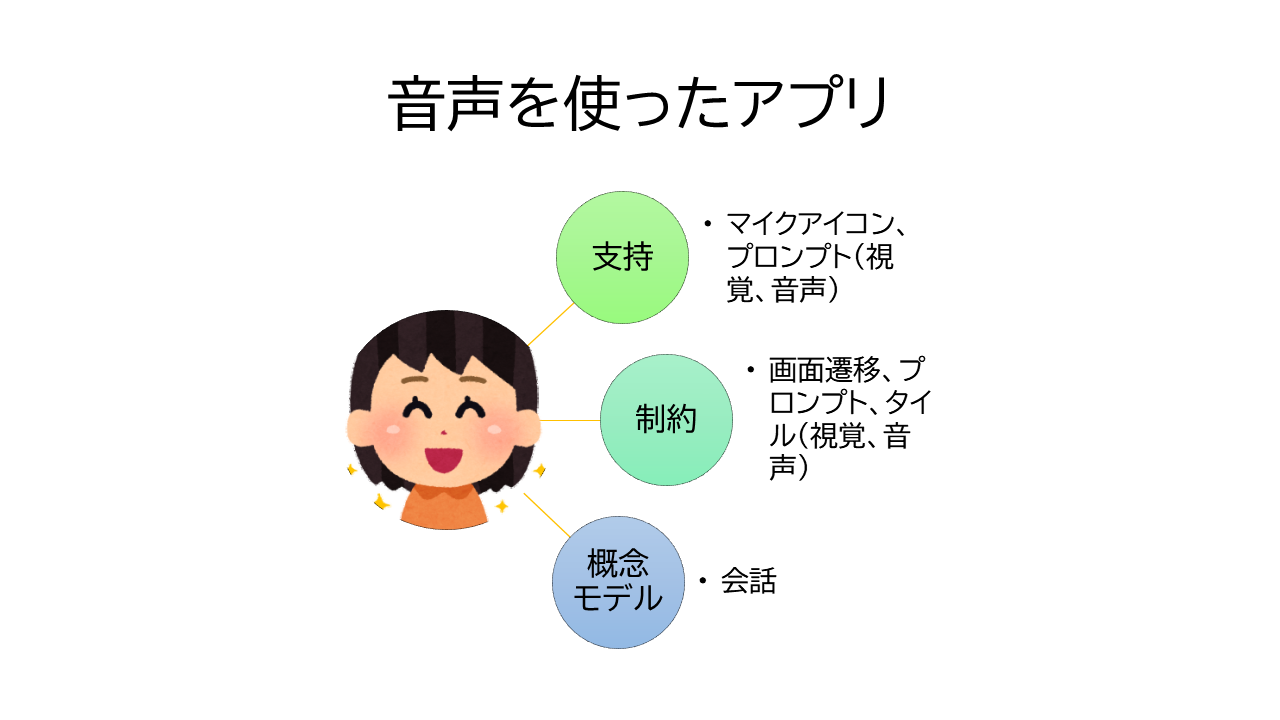 音声を使ったアプリ
支持
• マイクアイコン、
プロンプト(視
覚、音声)
制約
• 画面遷移、プ
ロンプト、タイ
ル(視覚、音
声)
概念
モデル
• 会話